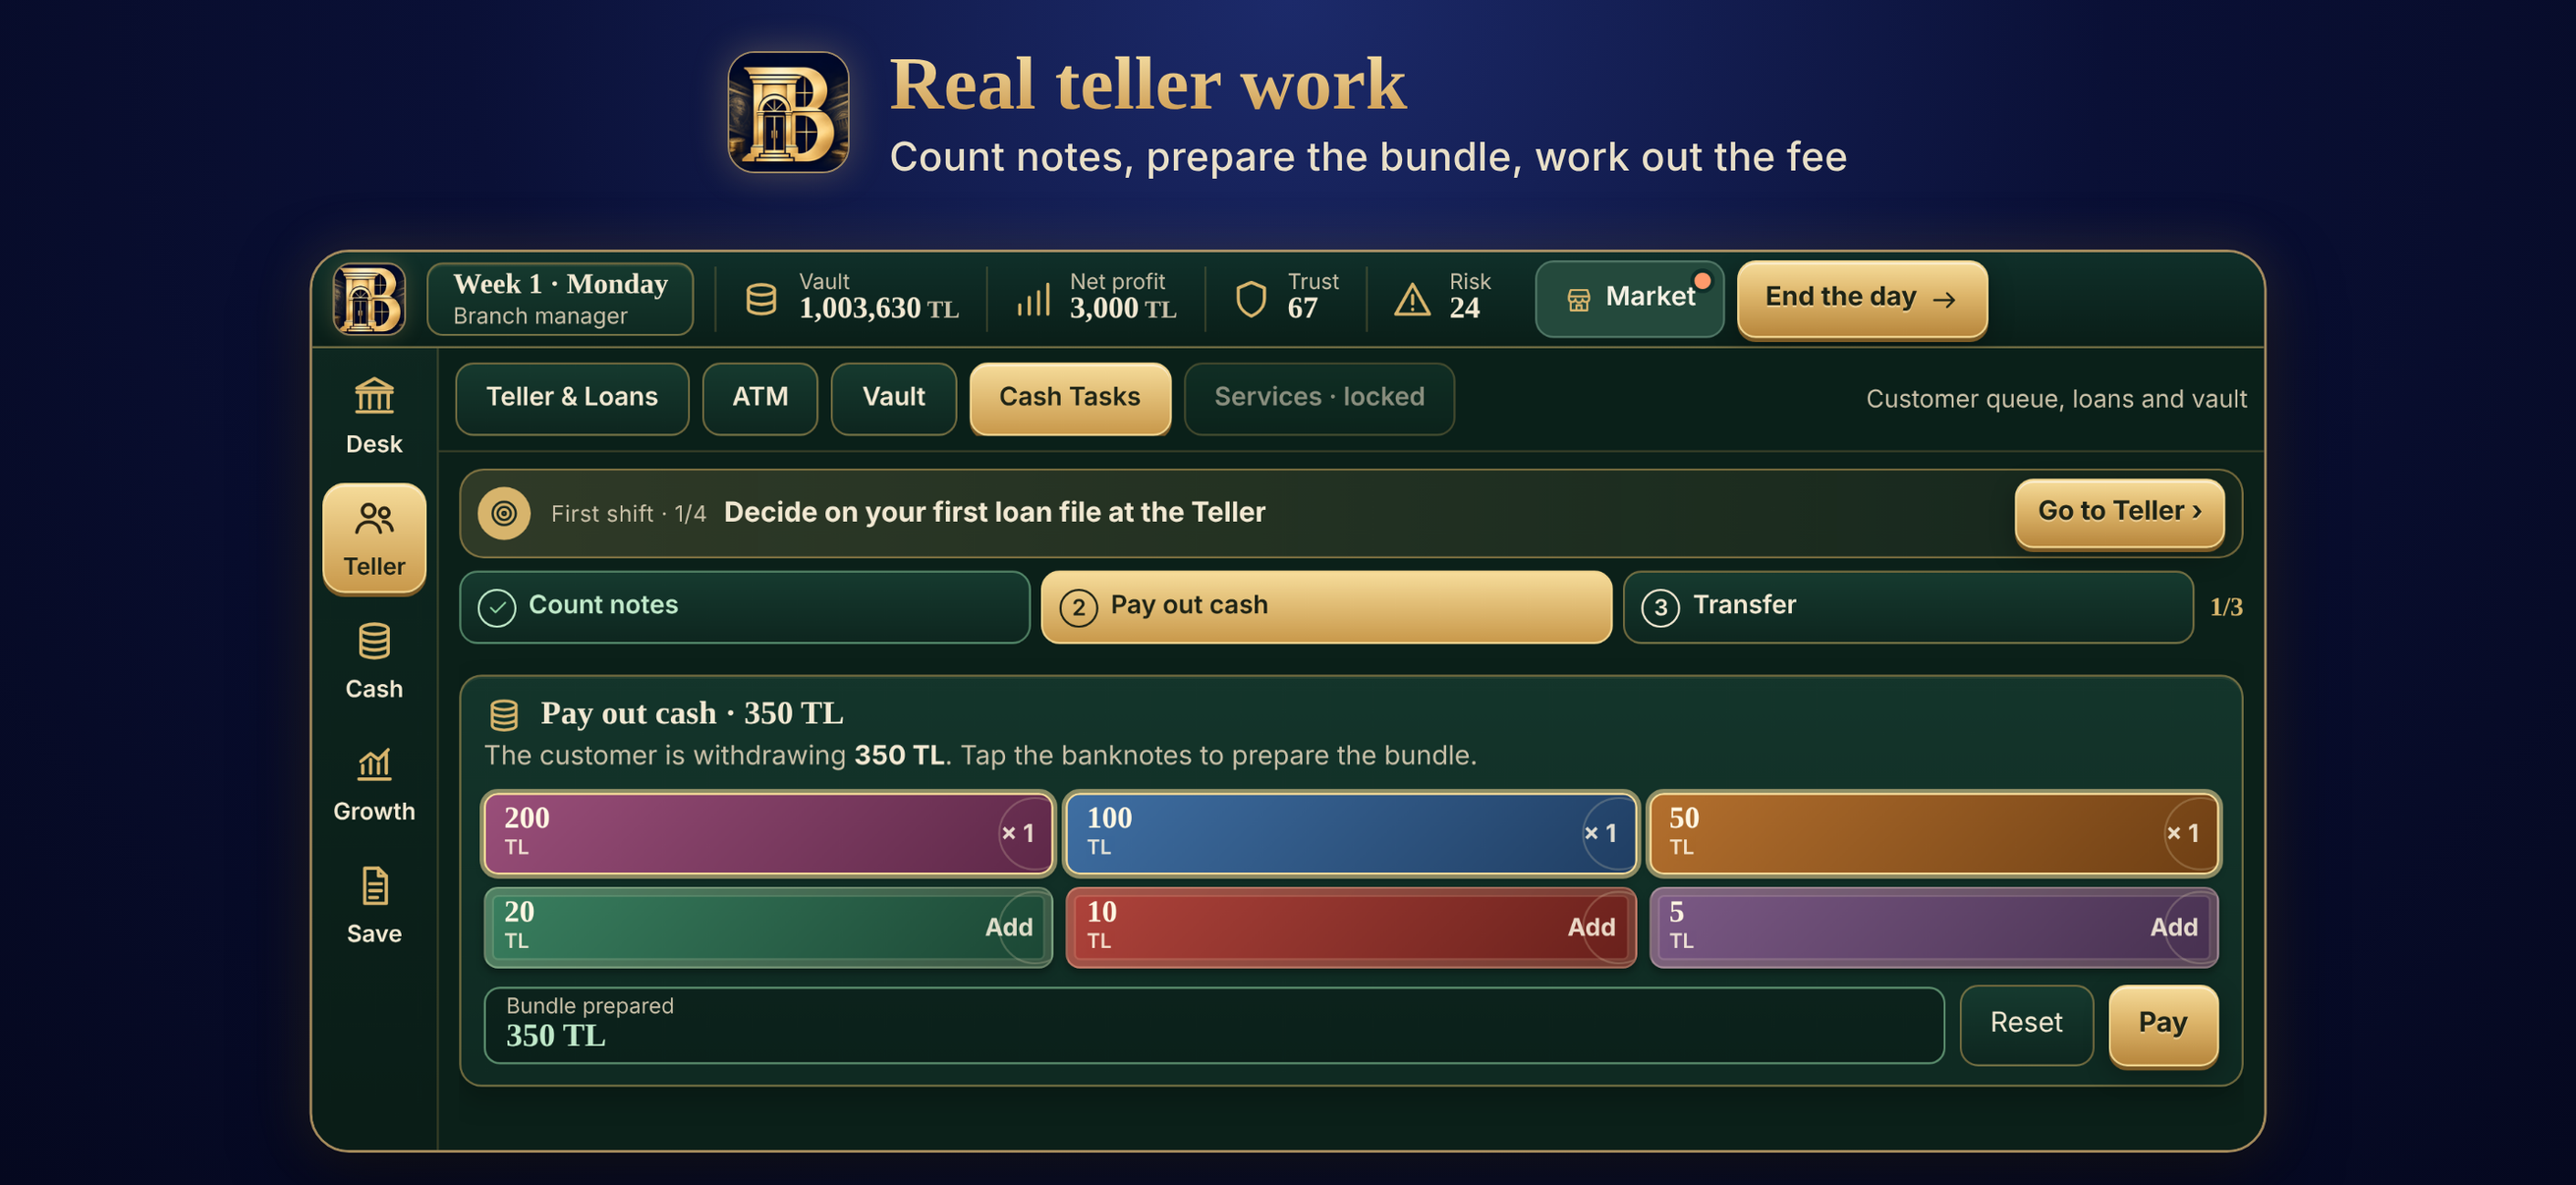 Real teller work
Count notes, prepare the bundle, work out the fee
Week 1 · Monday
Branch manager
Vault
1,003,630 TL
Net profit
3,000 TL
Trust
67
Risk
24
Market
End the day →
Desk
Teller
Cash
Growth
Save
Teller & Loans
ATM
Vault
Cash Tasks
Services · locked
Customer queue, loans and vault
First shift · 1/4 Decide on your first loan file at the Teller
Go to Teller ›
Count notes
2 Pay out cash
3 Transfer
1/3
Pay out cash · 350 TL
The customer is withdrawing 350 TL. Tap the banknotes to prepare the bundle.
200
TL
× 1
100
TL
× 1
50
TL
× 1
20
TL
Add
10
TL
Add
5
TL
Add
Bundle prepared
350 TL
Reset
Pay